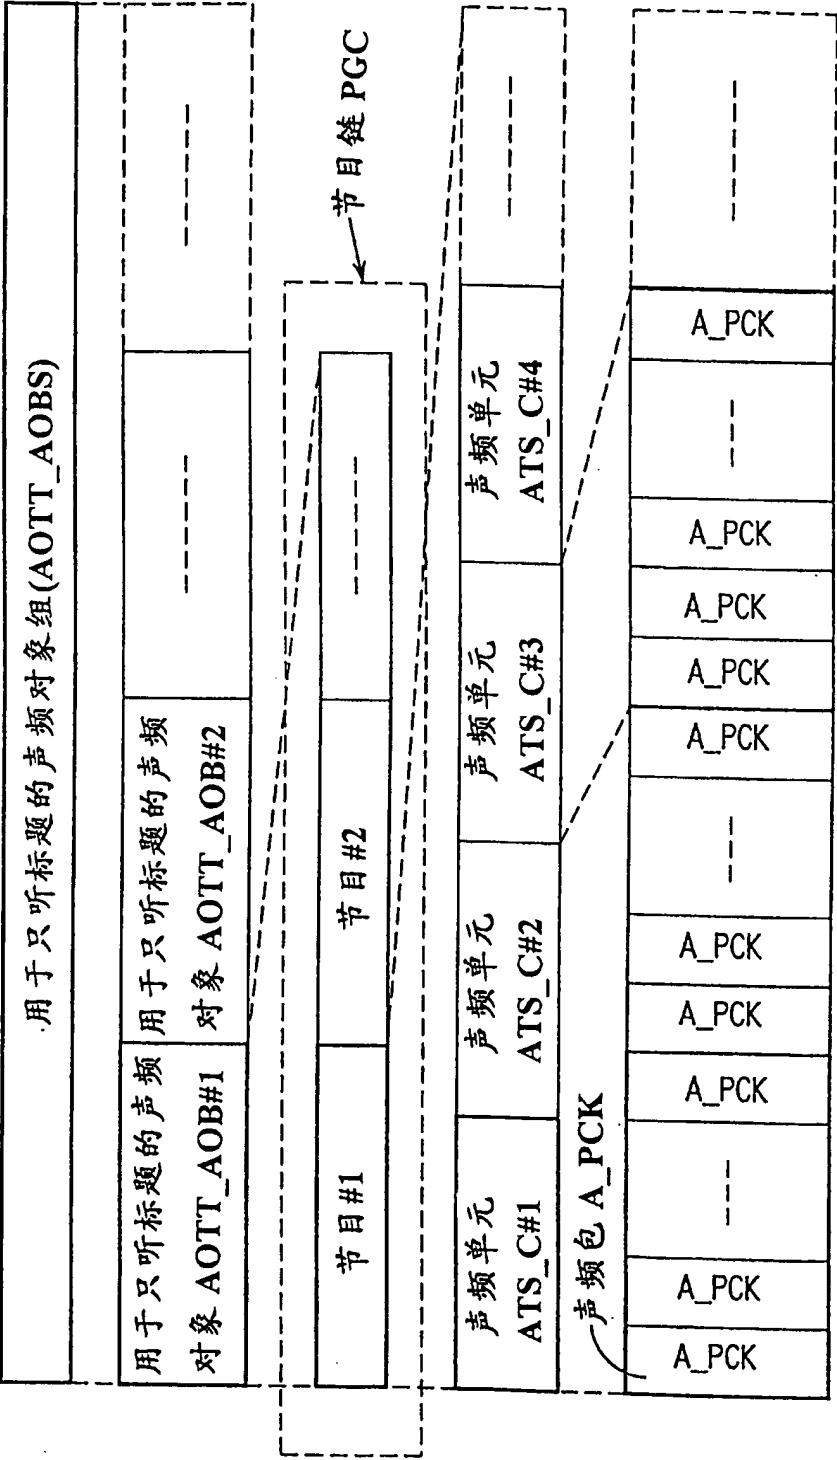 用于只听标题的声频对象组(AOTT_AOBS)
用于只听标题的声频
对象 AOTT_AOB#1
用于只听标题的声频
对象 AOTT_AOB#2
节目链 PGC
节目#1
节目#2
声频单元
ATS_C#1
声频单元
ATS_C#2
声频单元
ATS_C#3
声频单元
ATS_C#4
声频包 A_PCK
A_PCK
A_PCK
A_PCK
A_PCK
A_PCK
A_PCK
A_PCK
A_PCK
A_PCK
A_PCK